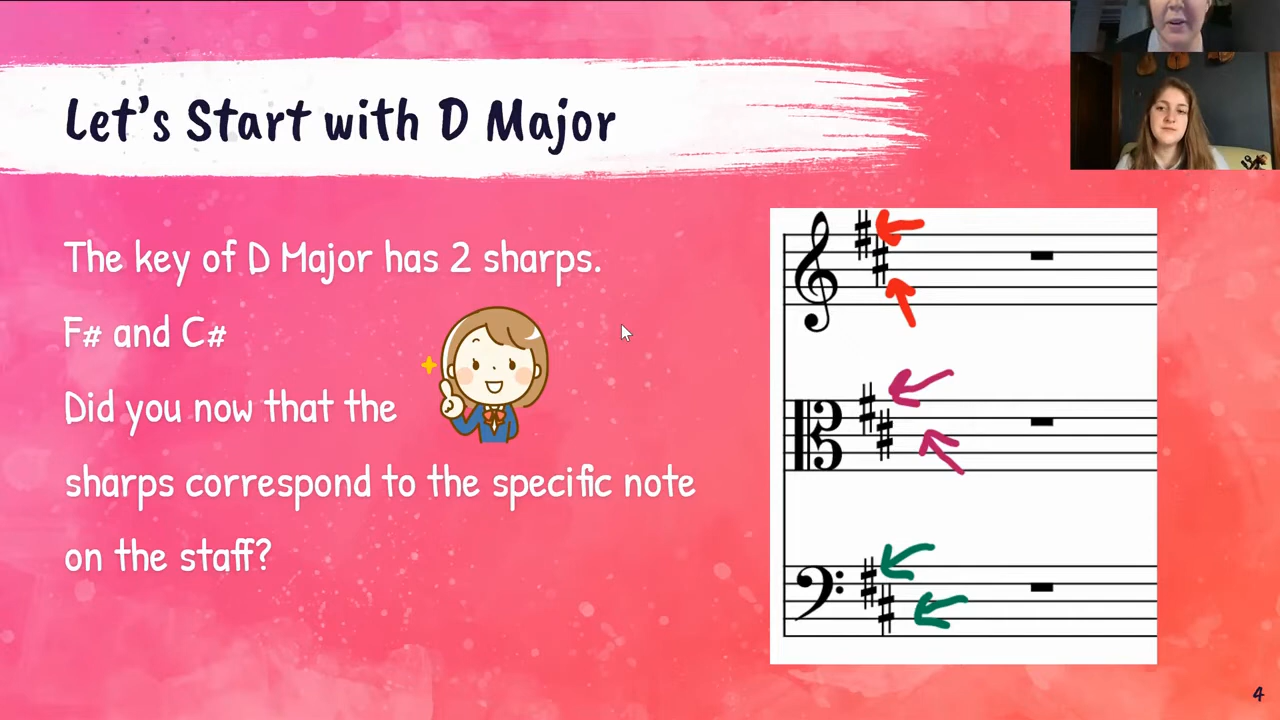 Let's Start with D Major
The key of D Major has 2 sharps.
F# and C#
Did you now that the
sharps correspond to the specific note
on the staff?
4